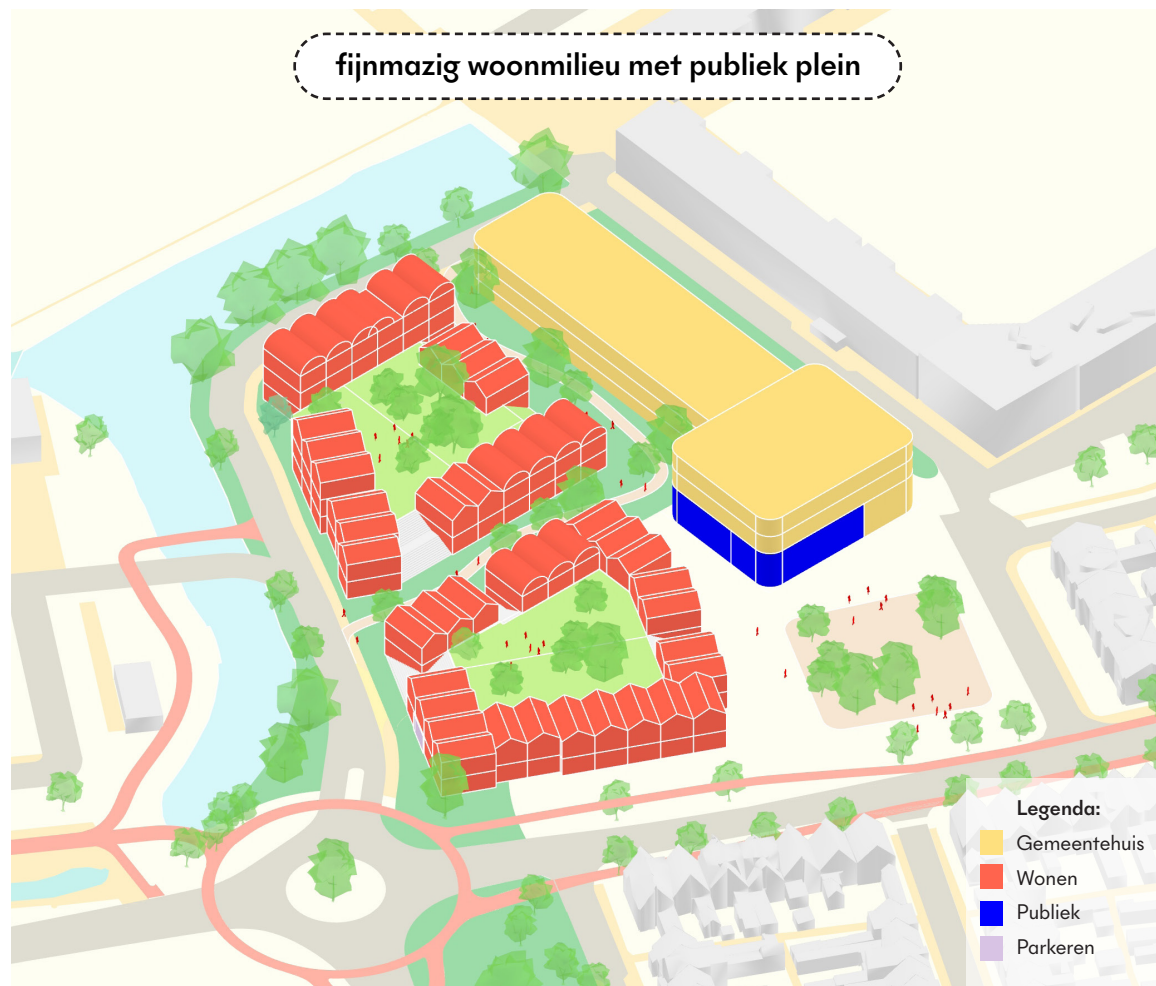 fijnmazig woonmilieu met publiek plein
Legenda:
Gemeentehuis
Wonen
Publiek
Parkeren